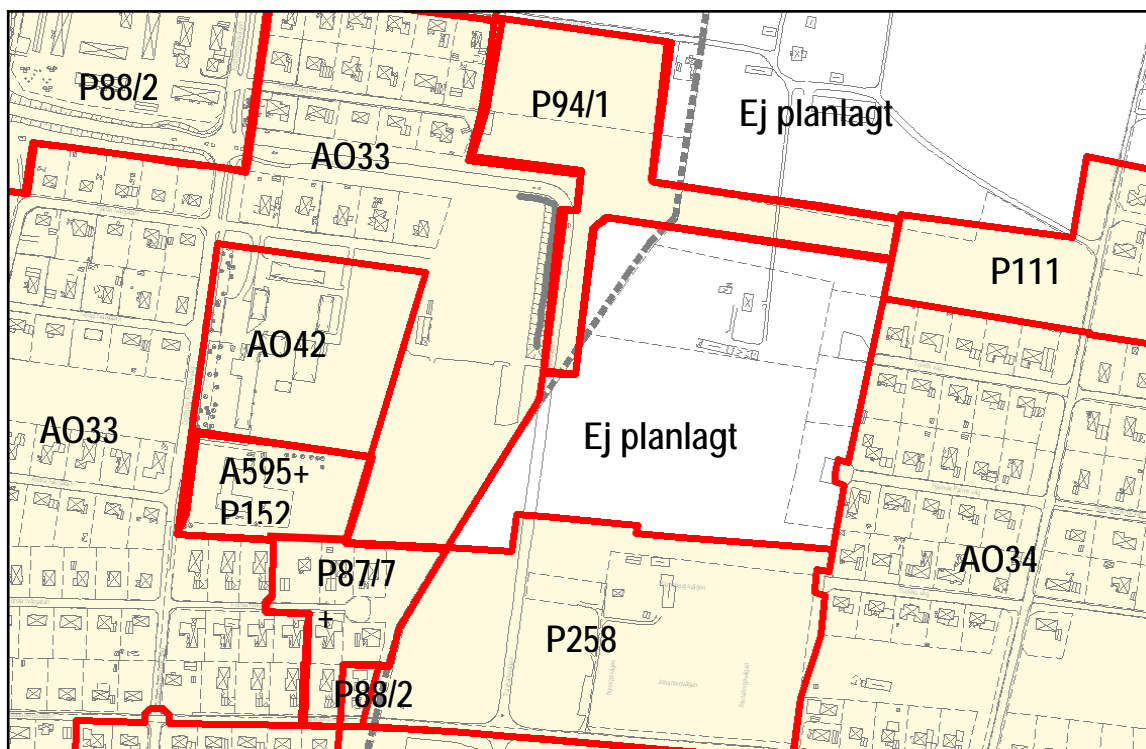 P88/2
P94/1
Ej planlagt
AO33
P111
AO42
Ej planlagt
AO33
A595+
P152
P87/7
+
AO34
P258
P88/2